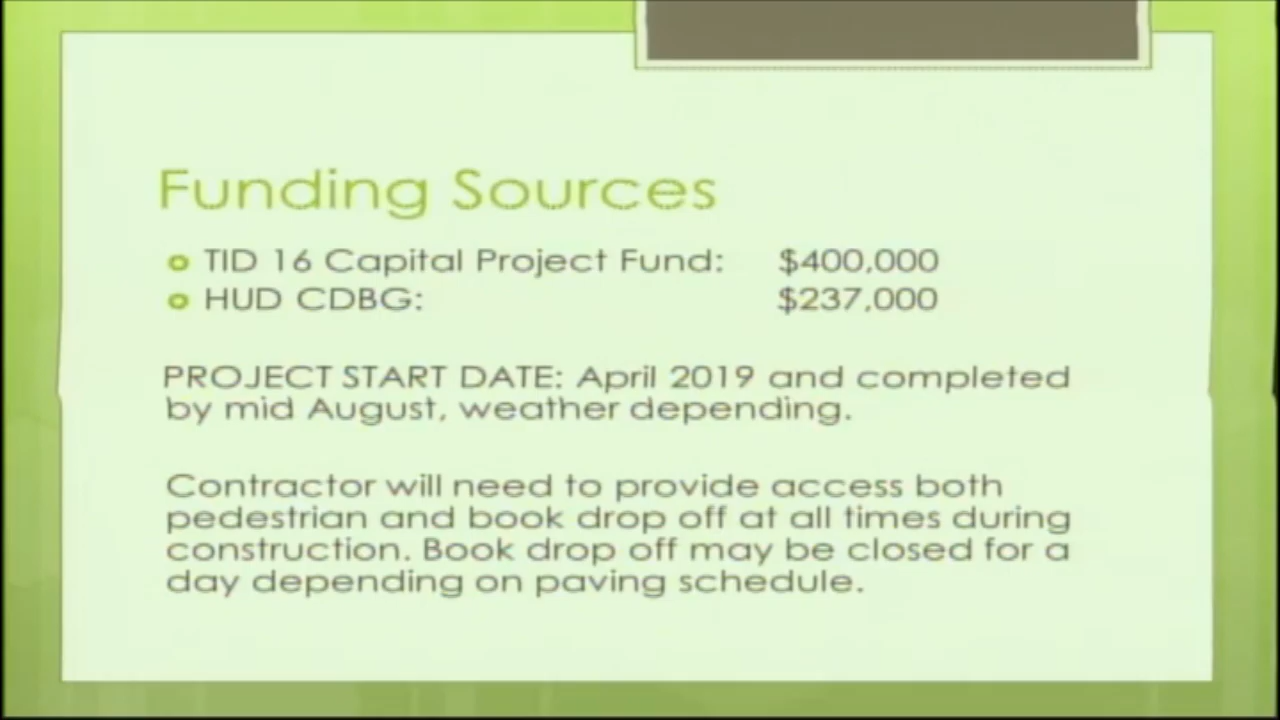 Funding Sources
TID 16 Capital Project Fund: $400,000
HUD CDBG: $237,000
PROJECT START DATE: April 2019 and completed
by mid August, weather depending.
Contractor will need to provide access both
pedestrian and book drop off at all times during
construction. Book drop off may be closed for a
day depending on paving schedule.